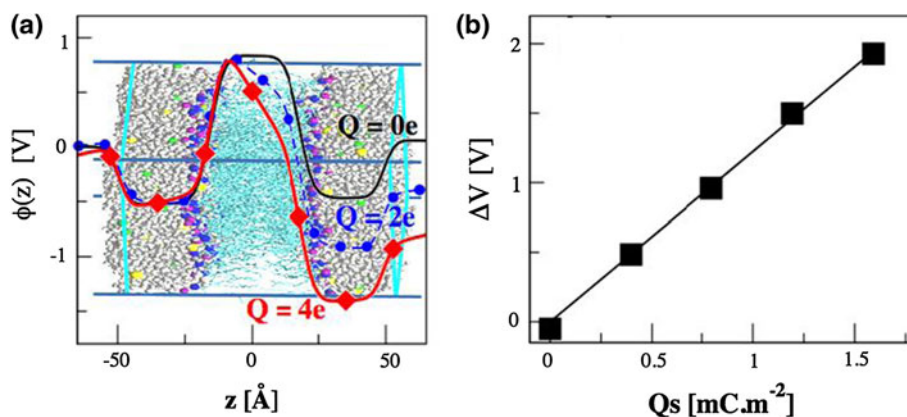 (a)
1
0
-1
ϕ(z) [V]
Q = 0e
Q = 2e
Q = 4e
-50
0
50
z [Å]
(b)
2
1
0
ΔV [V]
0
0.5
1
1.5
Qs [mC.m-2]